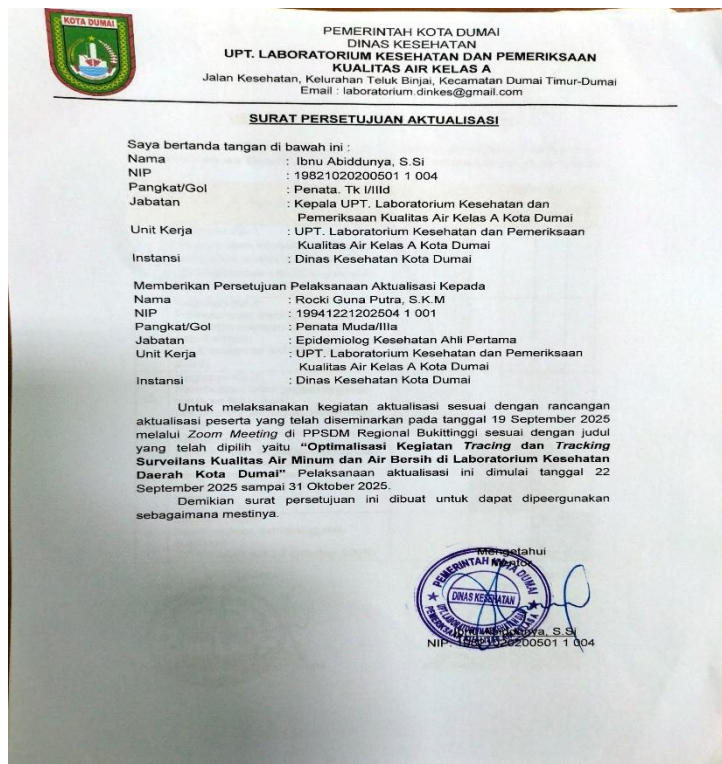 KOTA DUMAI
PEMERINTAH KOTA DUMAI
DINAS KESEHATAN
UPT. LABORATORIUM KESEHATAN DAN PEMERIKSAAN
KUALITAS AIR KELAS A
Jalan Kesehatan, Kelurahan Teluk Binjai, Kecamatan Dumai Timur-Dumai
Email : laboratorium.dinkes@gmail.com
SURAT PERSETUJUAN AKTUALISASI
Saya bertanda tangan di bawah ini :
Nama : Ibnu Abiddunya, S.Si
NIP : 19821020200501 1 004
Pangkat/Gol : Penata. Tk I/IIId
Jabatan : Kepala UPT. Laboratorium Kesehatan dan
Pemeriksaan Kualitas Air Kelas A Kota Dumai
Unit Kerja : UPT. Laboratorium Kesehatan dan Pemeriksaan
Kualitas Air Kelas A Kota Dumai
Instansi : Dinas Kesehatan Kota Dumai
Memberikan Persetujuan Pelaksanaan Aktualisasi Kepada
Nama : Rocki Guna Putra, S.K.M
NIP : 19941221202504 1 001
Pangkat/Gol : Penata Muda/IIIa
Jabatan : Epidemiolog Kesehatan Ahli Pertama
Unit Kerja : UPT. Laboratorium Kesehatan dan Pemeriksaan
Kualitas Air Kelas A Kota Dumai
Instansi : Dinas Kesehatan Kota Dumai
Untuk melaksanakan kegiatan aktualisasi sesuai dengan rancangan
aktualisasi peserta yang telah diseminarkan pada tanggal 19 September 2025
melalui Zoom Meeting di PPSDM Regional Bukittinggi sesuai dengan judul
yang telah dipilih yaitu “Optimalisasi Kegiatan Tracing dan Tracking
Surveilans Kualitas Air Minum dan Air Bersih di Laboratorium Kesehatan
Daerah Kota Dumai” Pelaksanaan aktualisasi ini dimulai tanggal 22
September 2025 sampai 31 Oktober 2025.
Demikian surat persetujuan ini dibuat untuk dapat dipeergunakan
sebagaimana mestinya.
Mengetahui
Mentor
PEMERINTAH KOTA DUMAI
DINAS KESEHATAN
Ibnu Abiddunya, S.Si
NIP. 19821020200501 1 004